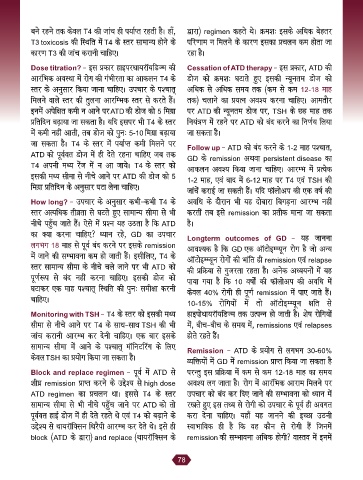 बने रहने तक केवल T4 की जांच ही पर्याप्त रहती है। हाँ,
T3 toxicosis की स्थिति में T4 के स्तर सामान्य होने के
कारण T3 की जांच करानी चाहिए।
Dose titration? - इस प्रकार हाइपरथायरॉयडिज्म की
आरंभिक अवस्था में रोग की गंभीरता का आकलन T4 के
स्तर के अनुसार किया जाना चाहिए। उपचार के पश्चात्
मिलने वाले स्तर की तुलना आरम्भिक स्तर से करते हैं।
इनमें अपेक्षित कमी न आने पर ATD की डोज को 5 मिग्रा
प्रतिदिन बढ़ाया जा सकता है। यदि इसपर भी T4 के स्तर
में कमी नहीं आती, तब डोज को पुनः 5-10 मिग्रा बढ़ाया
जा सकता है। T4 के स्तर में पर्याप्त कमी मिलने पर
ATD को पूर्ववत डोज में ही देते रहना चाहिए जब तक
T4 अपनी मध्य रेंज में न आ जाये। T4 के स्तर को
इसकी मध्य सीमा से नीचे आने पर ATD की डोज को 5
मिग्रा प्रतिदिन के अनुसार घटा लेना चाहिए।
How long? - उपचार के अनुसार कभी-कभी T4 के
स्तर अत्यधिक तीव्रता से घटते हुए सामान्य सीमा से भी
नीचे पहुँच जाते हैं। ऐसे में प्रश्न यह उठता है कि ATD
का क्या करना चाहिए? ध्यान रहे, GD का उपचार
लगभग 18 माह से पूर्व बंद करने पर इसके remission
में जाने की सम्भावना कम हो जाती है। इसीलिए, T4 के
स्तर सामान्य सीमा के नीचे चले जाने पर भी ATD को
पूर्णरूप से बंद नहीं करना चाहिए। इसकी डोज को
घटाकर एक माह पश्चात् स्थिति की पुनः समीक्षा करनी
चाहिए।
Monitoring with TSH - T4 के स्तर को इसकी मध्य
सीमा से नीचे आने पर T4 के साथ-साथ TSH की भी
जांच करानी आरम्भ कर देनी चाहिए। एक बार इसके
सामान्य सीमा में आने के पश्चात् मॉनिटरिंग के लिए
केवल TSH का प्रयोग किया जा सकता है।
Block and replace regimen - पूर्व में ATD से
शीघ्र remission प्राप्त करने के उद्देश्य से high dose
ATD regimen का प्रचलन था। इससे T4 के स्तर
सामान्य सीमा से भी नीचे पहुँच जाने पर ATD को तो
पूर्ववत हाई डोज में ही देते रहते थे एवं T4 को बढ़ाने के
उद्देश्य से थायरॉक्सिन थिरैपी आरम्भ कर देते थे। इसे ही
block (ATD के द्वारा) and replace (थायरॉक्सिन के
द्वारा) regimen कहते थे। क्रमशः इसके अधिक बेहतर
परिणाम न मिलने के कारण इसका प्रचलन कम होता जा
रहा है।
Cessation of ATD therapy - इस प्रकार, ATD की
डोज को क्रमशः घटाते हुए इसकी न्यूनतम डोज को
अधिक से अधिक समय तक (कम से कम 12-18 माह
तक) चलाने का प्रयत्न अवश्य करना चाहिए। आमतौर
पर ATD की न्यूनतम डोज पर, TSH के छह माह तक
नियंत्रण में रहने पर ATD को बंद करने का निर्णय लिया
जा सकता है।
Follow up - ATD को बंद करने के 1-2 माह पश्चात,
GD के remission अथवा persistent disease का
आकलन अवश्य किया जाना चाहिए। आरम्भ में प्रत्येक
1-2 माह, एवं बाद में 6-12 माह पर T4 एवं TSH की
जांचें कराई जा सकती हैं। यदि फॉलोअप की एक वर्ष की
अवधि के दौरान भी यह दोबारा बिगड़ना आरम्भ नहीं
करती तब इसे remission का प्रतीक माना जा सकता
है।
Longterm outcomes of GD - यह जानना
आवश्यक है कि GD एक ऑटोइम्यून रोग है जो अन्य
ऑटोइम्यून रोगों की भांति ही remission एवं relapse
की प्रक्रिया से गुजरता रहता है। अनेक अध्ययनों में यह
पाया गया है कि 10 वर्षों की फॉलोअप की अवधि में
केवल 40% रोगी ही पूर्ण remission में पाए जाते हैं।
10-15% रोगियों में तो ऑटोइम्यून क्षति से
हाइपोथायरॉयडिज्म तक उत्पन्न हो जाती है। शेष रोगियों
में, बीच-बीच के समय में, remissions एवं relapses
होते रहते हैं।
Remission - ATD के प्रयोग से लगभग 30-60%
व्यक्तियों में GD में remission प्राप्त किया जा सकता है
परन्तु इस प्रक्रिया में कम से कम 12-18 माह का समय
अवश्य लग जाता है। रोग में आरंभिक आराम मिलने पर
उपचार को बंद कर दिए जाने की सम्भावना को ध्यान में
रखते हुए इस तथ्य से रोगी को उपचार के पूर्व ही अवगत
करा देना चाहिए। यहाँ यह जानने की इच्छा उठनी
स्वाभाविक ही है कि वह कौन से रोगी हैं जिनमें
remission की सम्भावना अधिक होगी? वास्तव में इनमें
78